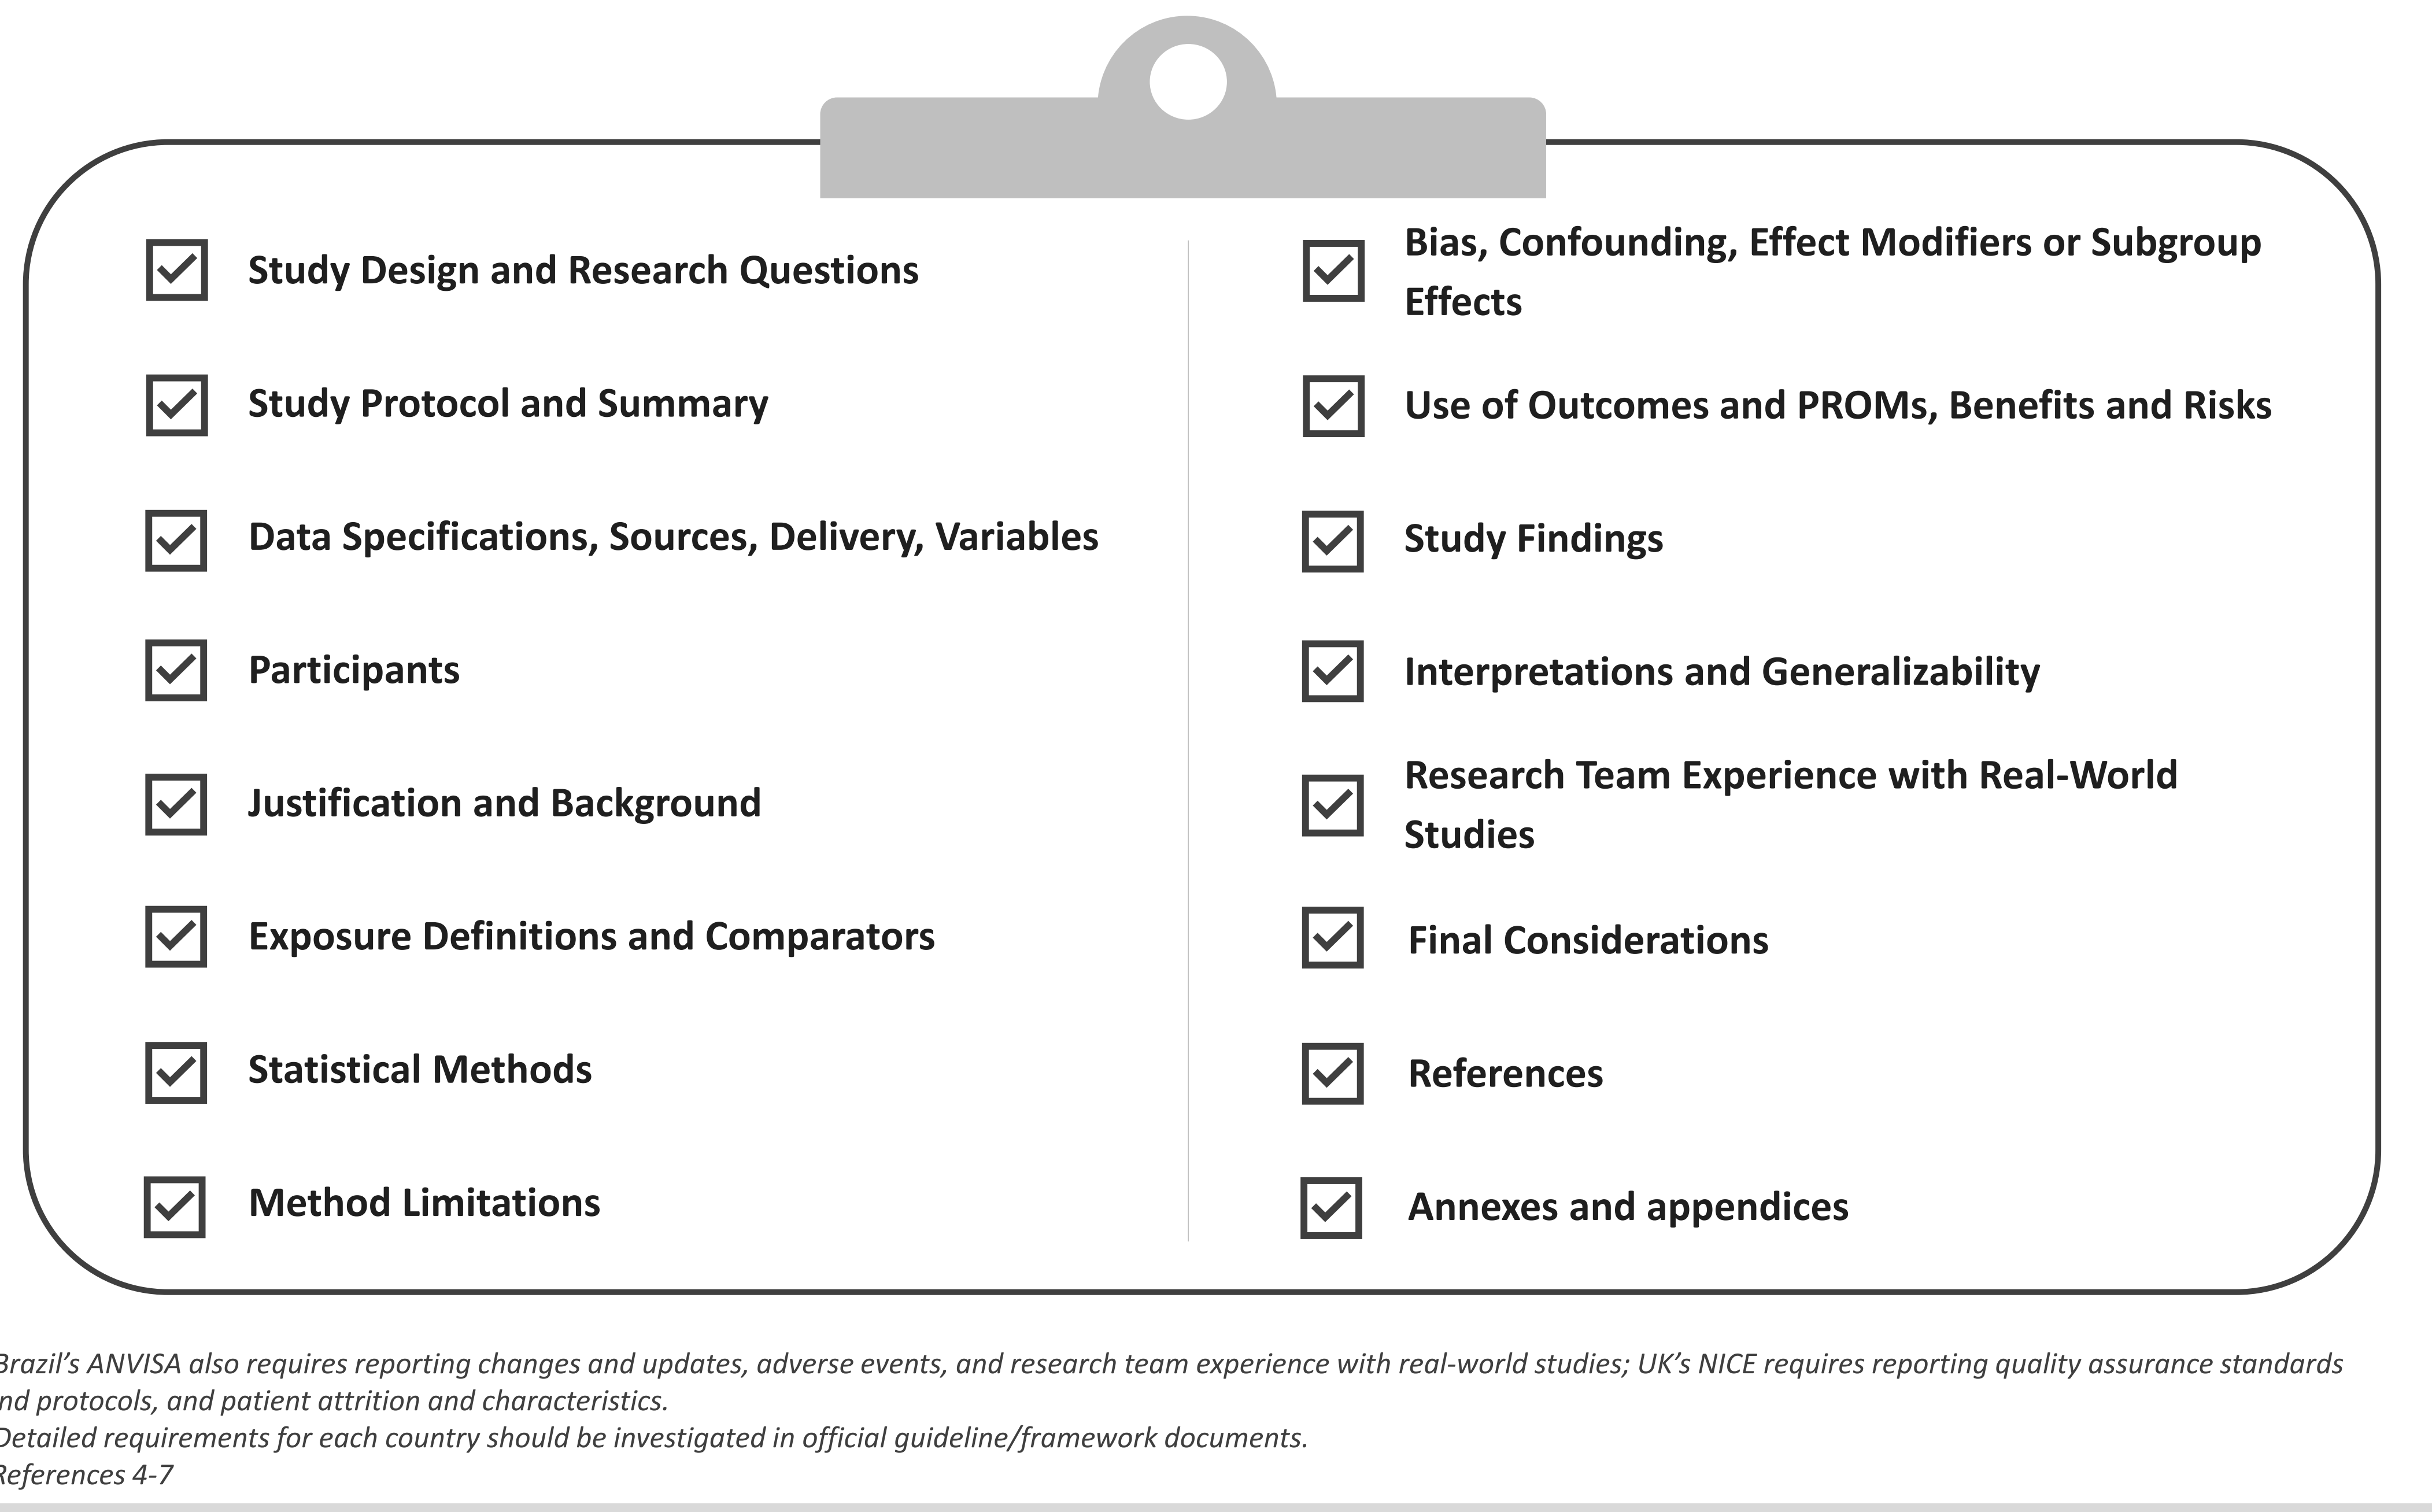 Study Design and Research Questions
Study Protocol and Summary
Data Specifications, Sources, Delivery, Variables
Participants
Justification and Background
Exposure Definitions and Comparators
Statistical Methods
Method Limitations
Bias, Confounding, Effect Modifiers or Subgroup
Effects
Use of Outcomes and PROMs, Benefits and Risks
Study Findings
Interpretations and Generalizability
Research Team Experience with Real-World
Studies
Final Considerations
References
Annexes and appendices
Brazil’s ANVISA also requires reporting changes and updates, adverse events, and research team experience with real-world studies; UK’s NICE requires reporting quality assurance standards
nd protocols, and patient attrition and characteristics.
Detailed requirements for each country should be investigated in official guideline/framework documents.
References 4-7